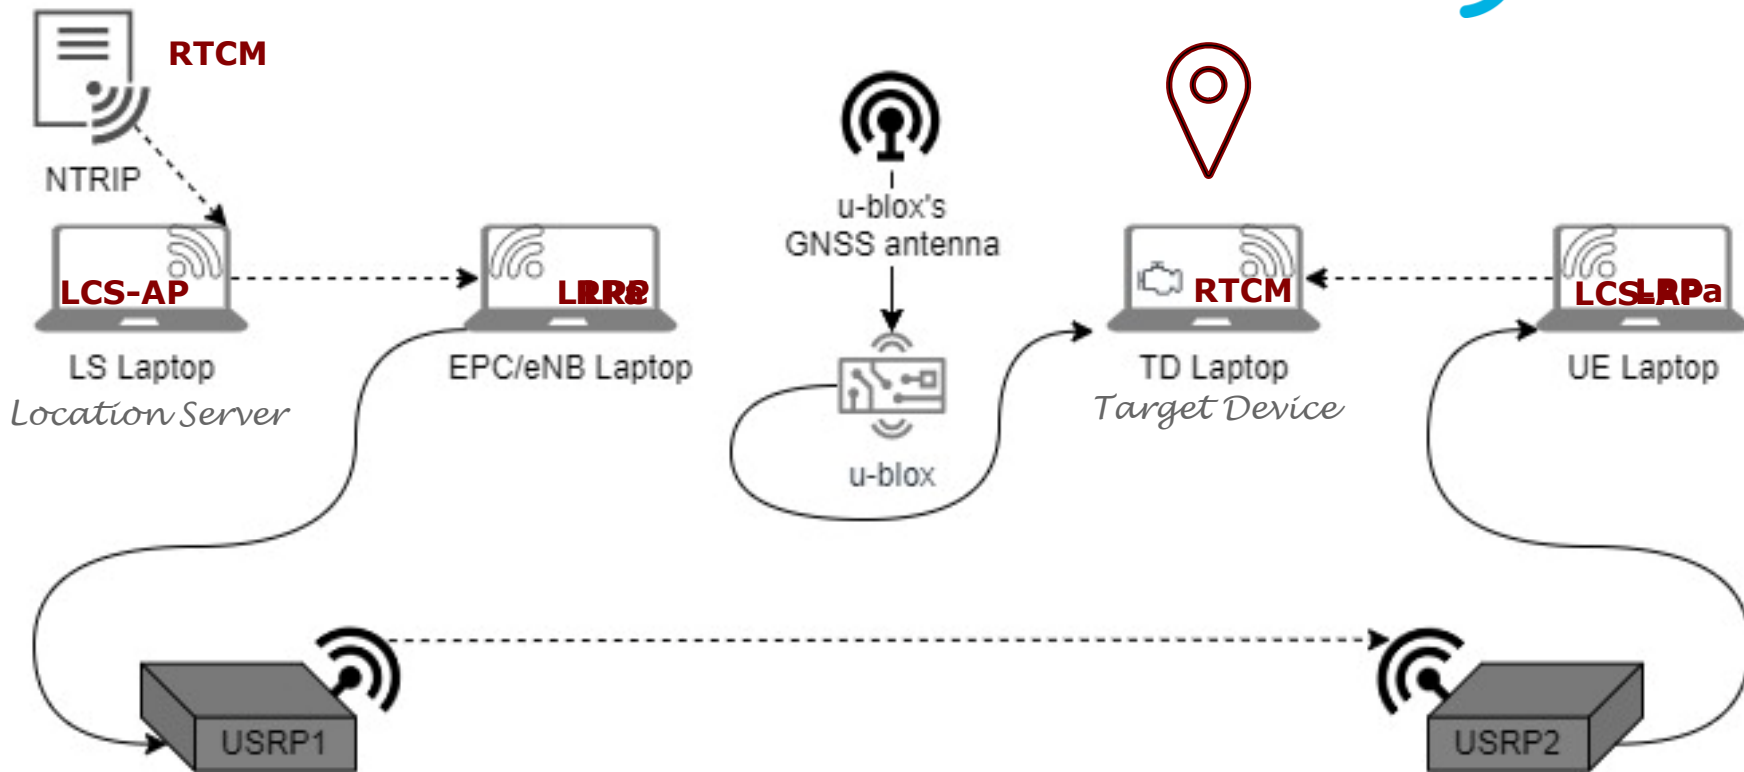 RTCM
NTRIP
u-blox's
GNSS antenna
LCS-AP
RTCM
LS Laptop
EPC/eNB Laptop
TD Laptop
UE Laptop
Location Server
Target Device
u-blox
USRP1
USRP2